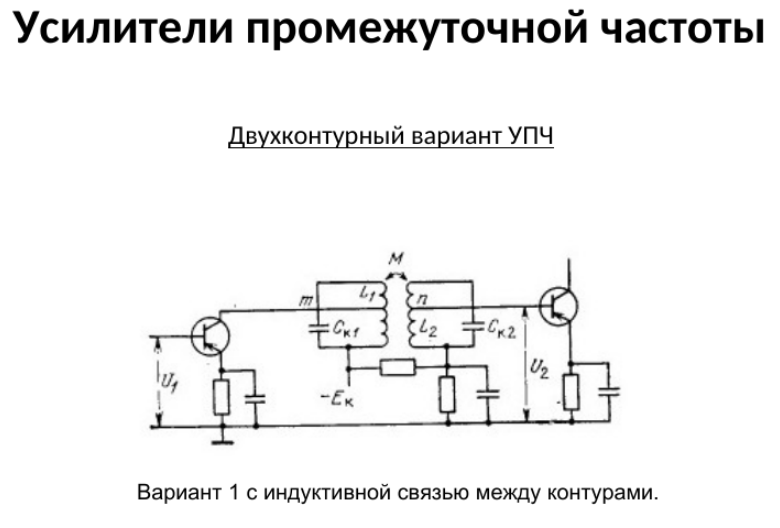 Усилители промежуточной частоты
Двухконтурный вариант УПЧ
M
m L₁ n
Cк1 L₂ Cк2
U₁ -Eк U₂
Вариант 1 с индуктивной связью между контурами.